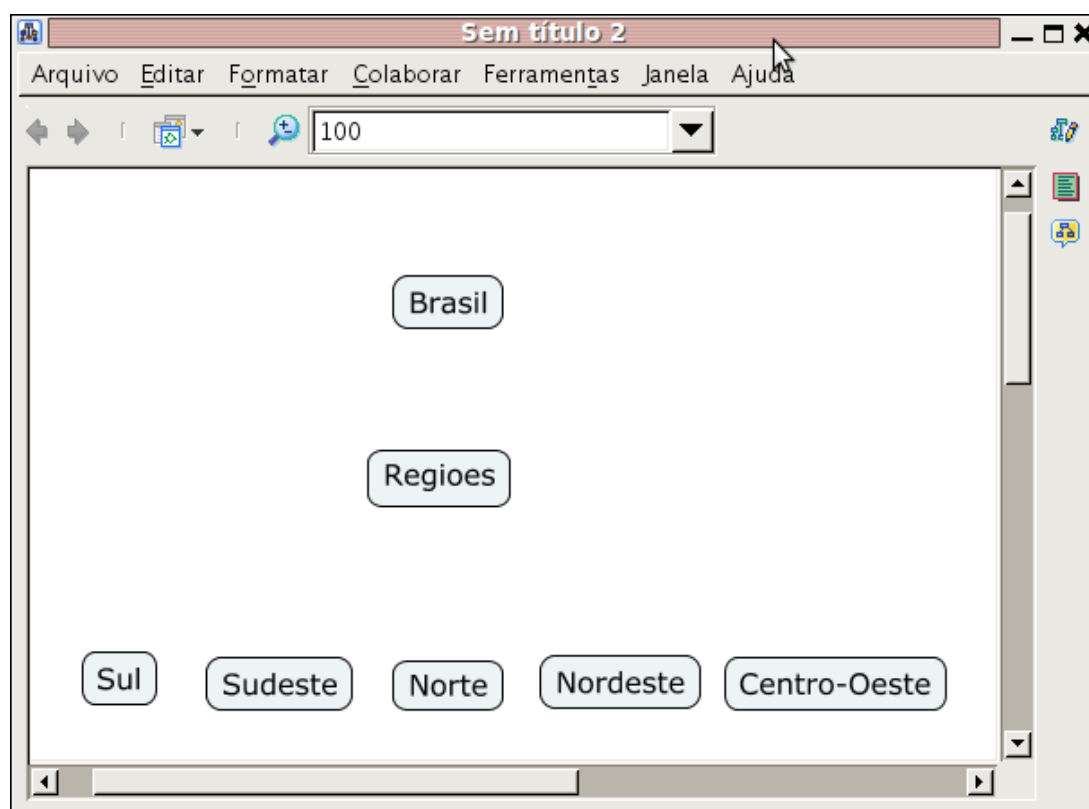 Sem título 2
Arquivo Editar Formatar Colaborar Ferramentas Janela Ajuda
100
Brasil
Regioes
Sul Sudeste Norte Nordeste Centro-Oeste